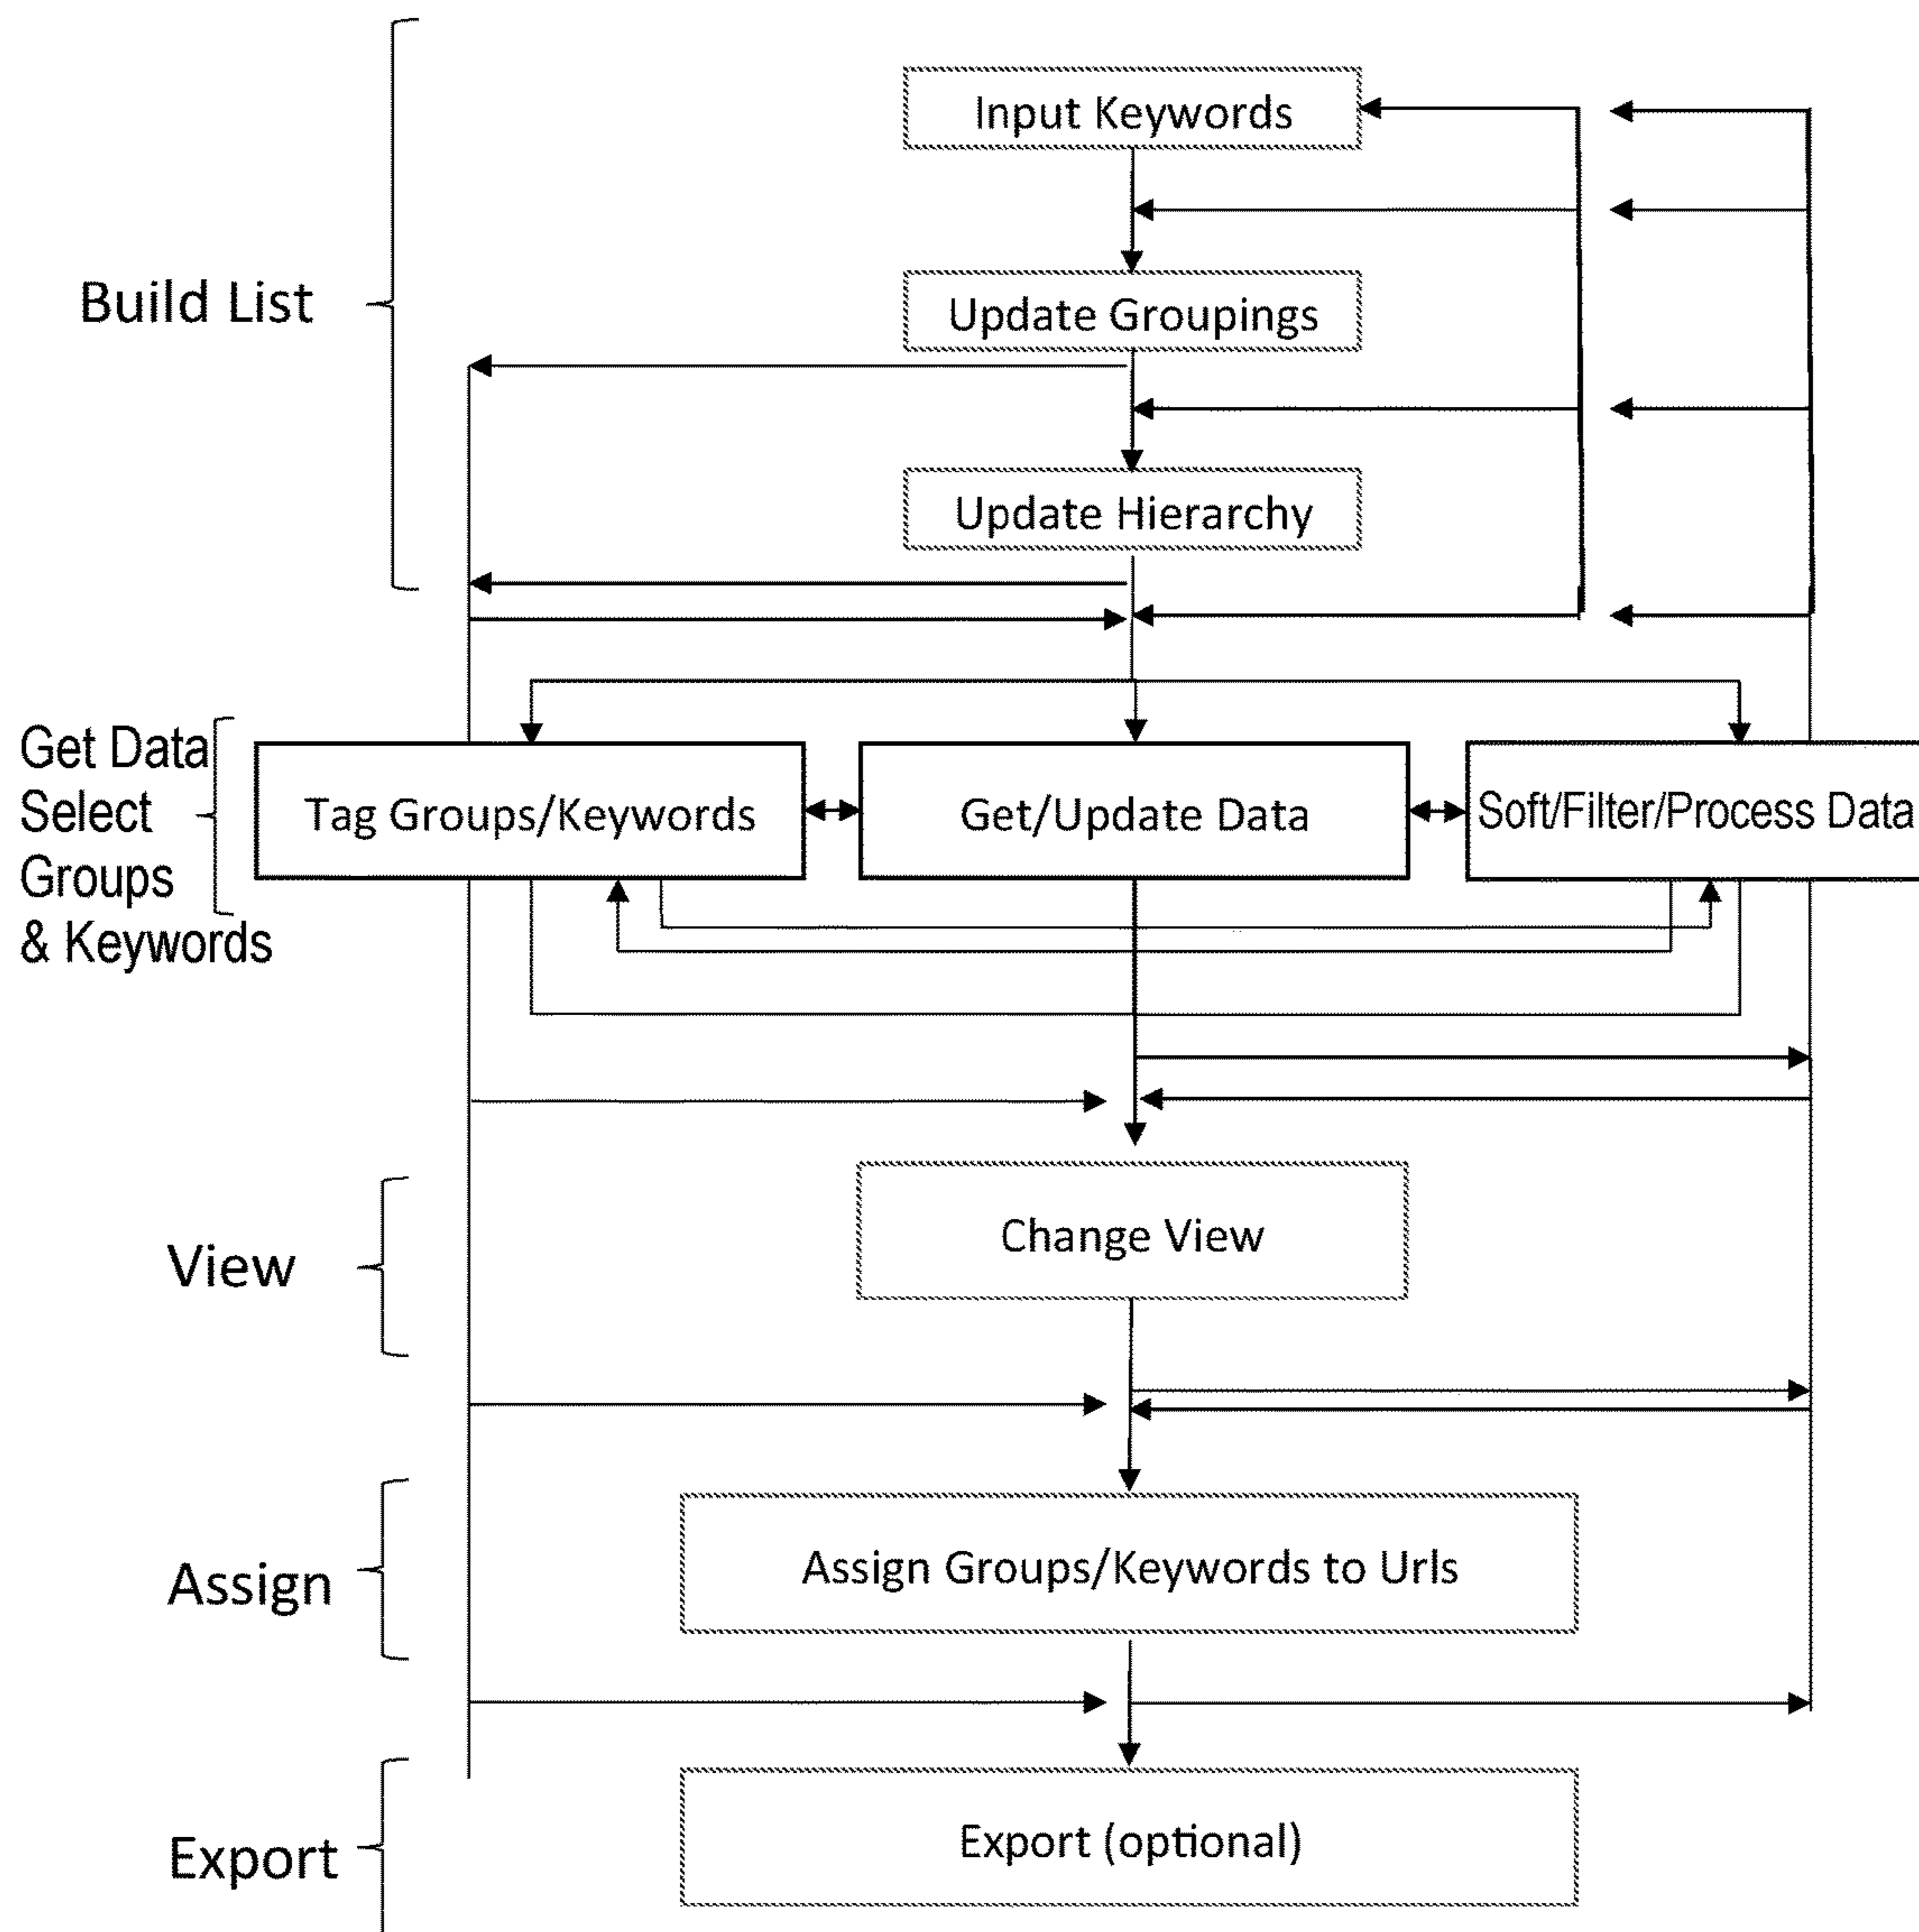 Input Keywords
Build List
Update Groupings
Update Hierarchy
Get Data
Select
Groups
& Keywords
Tag Groups/Keywords
Get/Update Data
Soft/Filter/Process Data
View
Change View
Assign
Assign Groups/Keywords to Urls
Export
Export (optional)